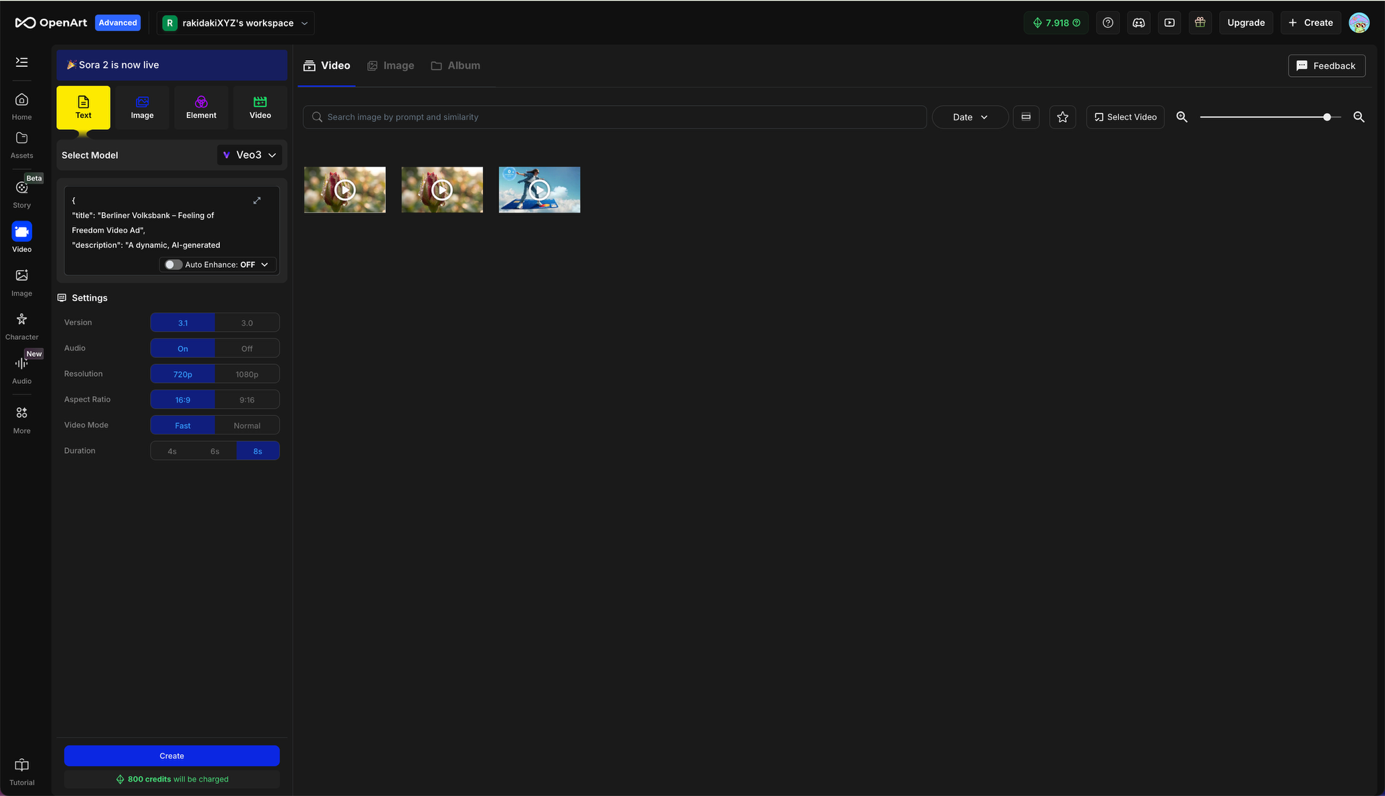 OpenArt Advanced
R rakidakiXYZ's workspace
7.918
Upgrade
+ Create
🎉 Sora 2 is now live
Text
Image
Element
Video
Select Model
Veo3
{
"title": "Berliner Volksbank – Feeling of
Freedom Video Ad",
"description": "A dynamic, AI-generated
Auto Enhance: OFF
Settings
Version 3.1 3.0
Audio On Off
Resolution 720p 1080p
Aspect Ratio 16:9 9:16
Video Mode Fast Normal
Duration 4s 6s 8s
Create
800 credits will be charged
Home
Assets
Beta
Story
Video
Image
Character
New
Audio
More
Tutorial
Video
Image
Album
Feedback
Search image by prompt and similarity
Date
Select Video